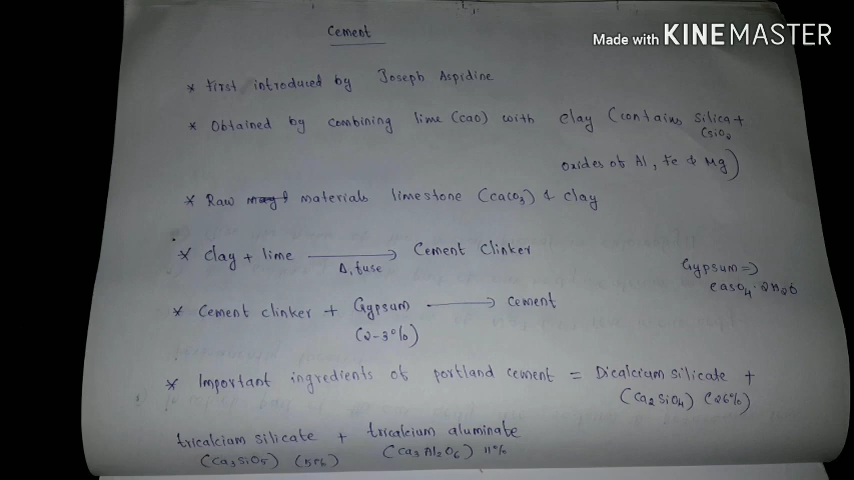 Made with KINEMASTER
Cement
* First introduced by Joseph Aspidine
* Obtained by combining lime (CaO) with clay (contains silica +
(SiO2
oxides of Al, Fe & Mg)
* Raw materials limestone (CaCO3) & clay
* Clay + lime ⟶ Cement Clinker
Δ, fuse
Gypsum =)
CaSO4·2H2O
* Cement clinker + Gypsum ⟶ Cement
(2-3%)
* Important ingredients of portland cement = Dicalcium silicate +
(Ca2SiO4) (26%)
tricalcium silicate + tricalcium aluminate
(Ca3SiO5) (Ca3Al2O6) 11%